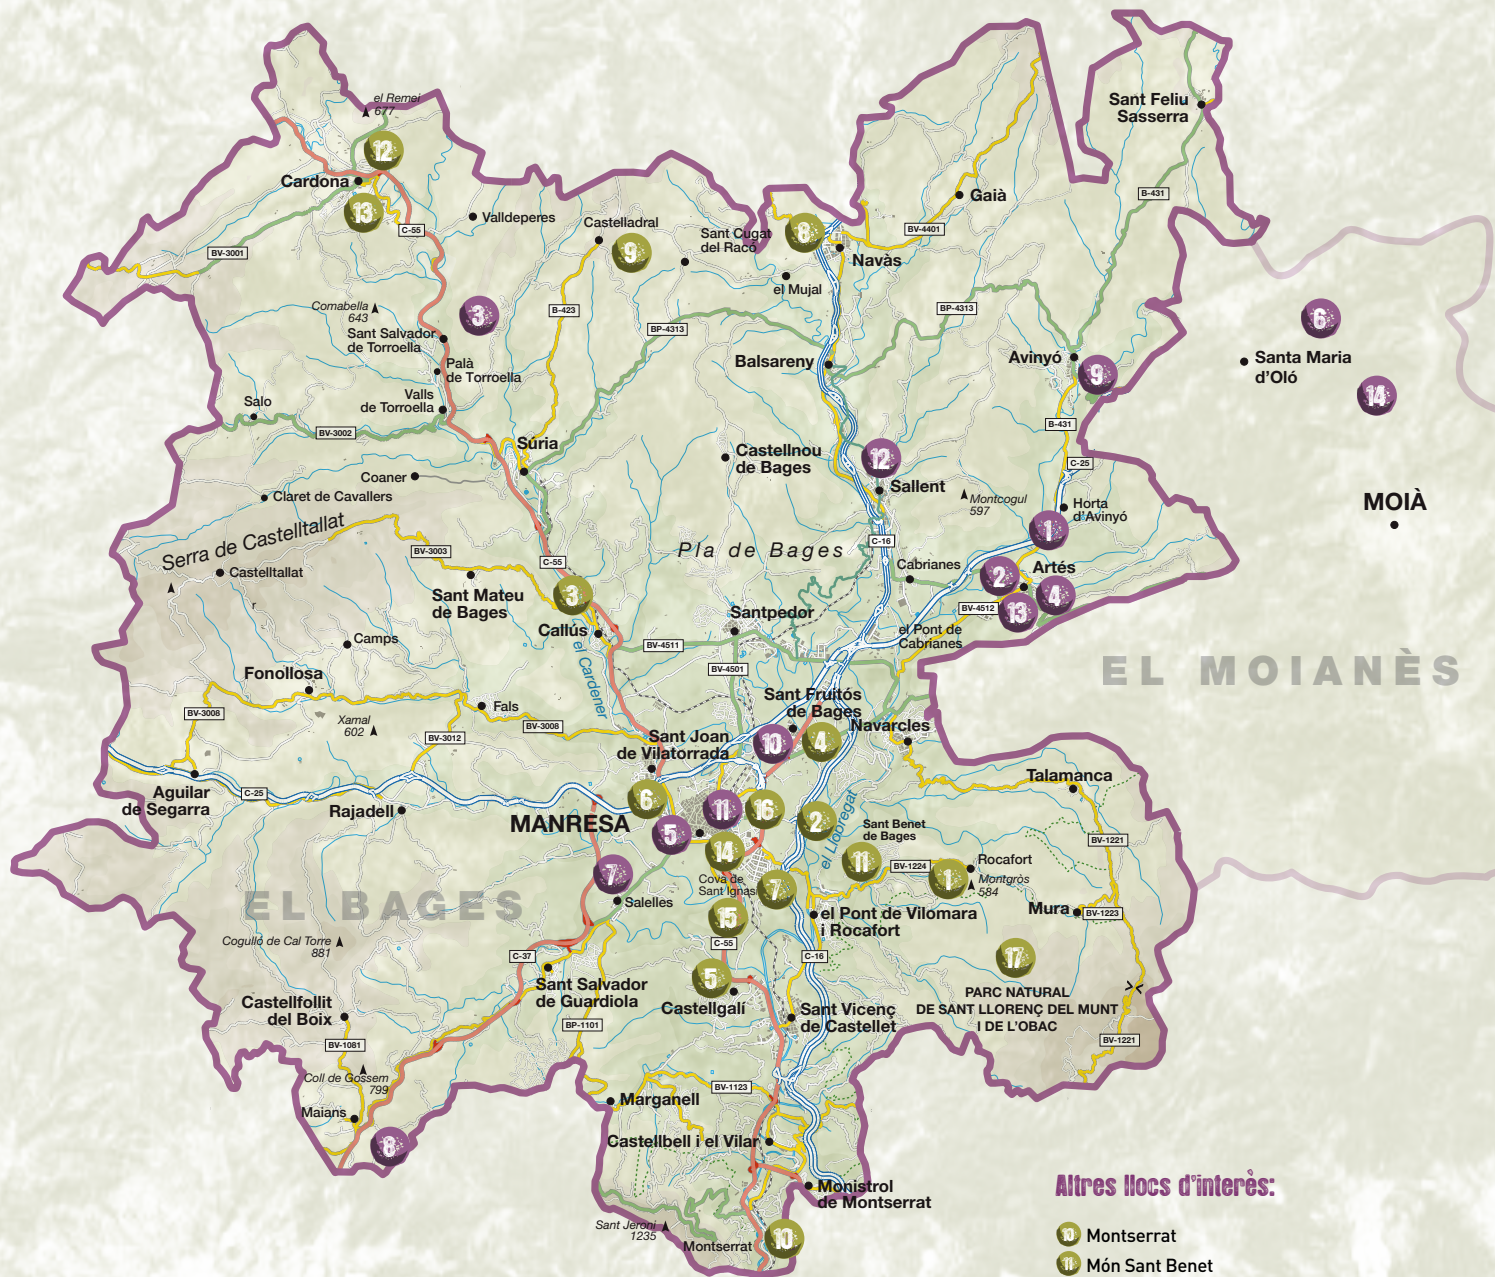 el Remei
677
Sant Feliu
Sasserra
12
Cardona
13
C-55
Valldeperes
Castelladral
9
Sant Cugat
del Racó
8
Navàs
el Mujal
BV-4401
Gaià
B-431
BV-3001
Comabella
643
3
Sant Salvador
de Torroella
Palà
de Torroella
Valls
de Torroella
B-423
BP-4313
BP-4313
Balsareny
Avinyó
9
6
Santa Maria
d'Oló
14
Salo
BV-3002
Súria
B-431
C-25
Castellnou
de Bages
12
Sallent
Montcogul
597
Horta
d'Avinyó
MOIÀ
Coaner
Claret de Cavallers
Serra de Castelltallat
Castelltallat
BV-3003
C-55
Pla de Bages
C-16
1
Cabrianes
2
Artés
4
13
BV-4512
Sant Mateu
de Bages
3
Callús
el Cardener
Santpedor
BV-4511
BV-4501
el Pont de
Cabrianes
r
Camps
Fonollosa
EL MOIANÈS
BV-3008
Xamal
602
Fals
BV-3008
BV-3012
Sant Fruitós
de Bages
10
4
Navarcles
Sant Joan
de Vilatorrada
Aguilar
de Segarra
C-25
Rajadell
6
MANRESA
11
16
5
2
14
el Llobregat
Talamanca
BV-1221
Sant Benet
de Bages
11
BV-1224
1
Rocafort
Montgròs
584
Cova de
Sant Ignasi
7
7
Salelles
EL BAGES
15
C-55
el Pont de Vilomara
i Rocafort
Mura
BV-1223
Cogulló de Cal Torre
881
C-37
Sant Salvador
de Guardiola
5
Castellgalí
C-16
17
PARC NATURAL
DE SANT LLORENÇ DEL MUNT
I DE L'OBAC
Castellfollit
del Boix
BP-1101
Sant Vicenç
de Castellet
BV-1221
BV-1081
Coll de Gossem
799
Maians
8
BV-1123
Marganell
Castellbell i el Vilar
Monistrol
de Montserrat
Sant Jeroni
1235
Montserrat
10
Altres llocs d'interès:
10 Montserrat
11 Món Sant Benet